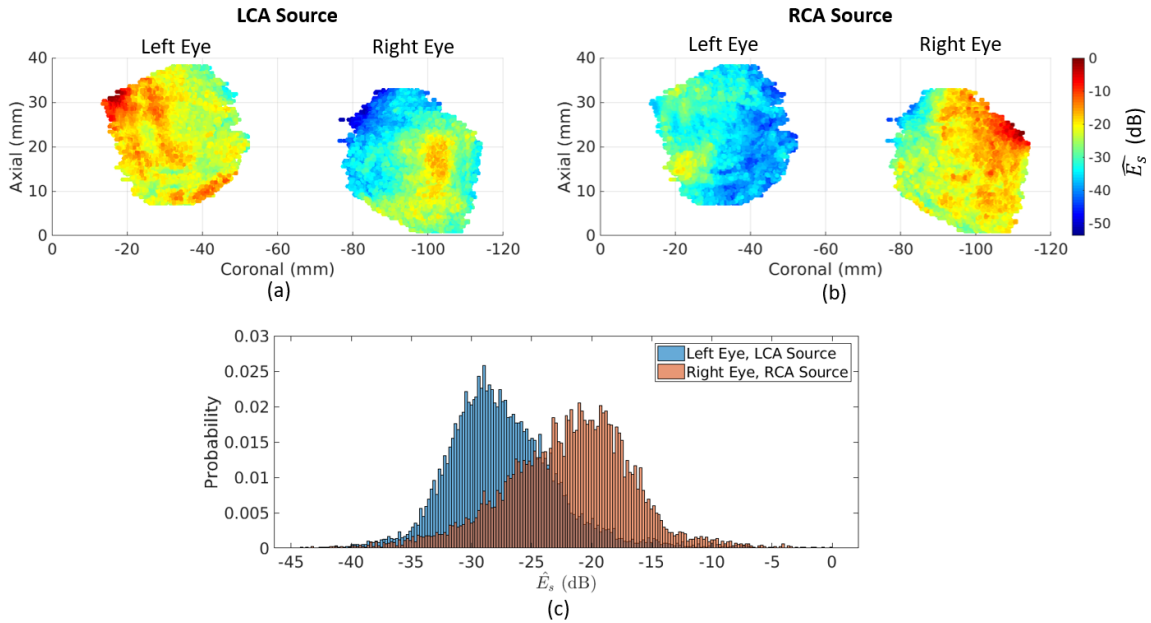 LCA Source
Left Eye
Right Eye
Axial (mm)
40
30
20
10
0
0
-20
-40
-60
-80
-100
-120
Coronal (mm)
(a)
(b)
RCA Source
Left Eye
Right Eye
Axial (mm)
40
30
20
10
0
0
-20
-40
-60
-80
-100
-120
Coronal (mm)
(b)
0
-10
-20
-30
-40
-50
Ê_s (dB)
Probability
0.03
0.025
0.02
0.015
0.01
0.005
0
Left Eye, LCA Source
Right Eye, RCA Source
-45
-40
-35
-30
-25
-20
-15
-10
-5
0
Ê_s (dB)
(c)